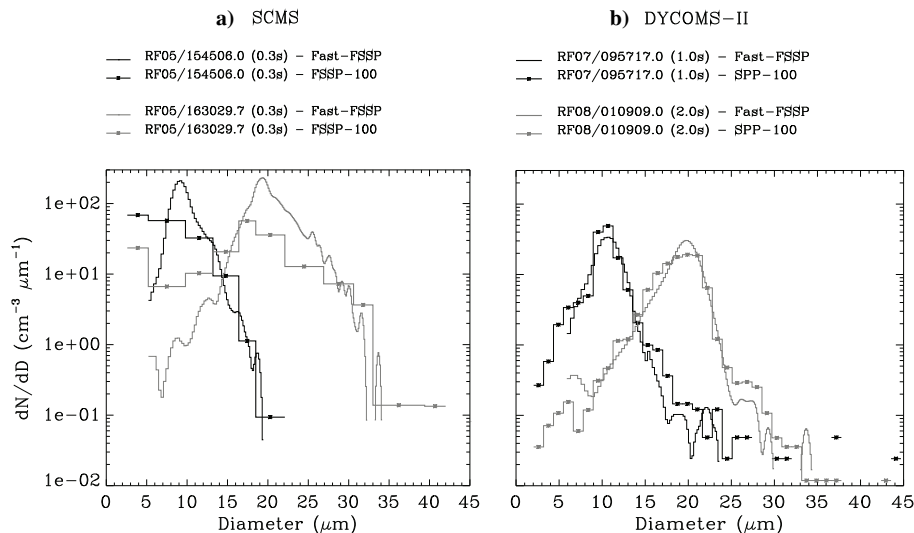 a) SCMS
RF05/154506.0 (0.3s) - Fast-FSSP
RF05/154506.0 (0.3s) - FSSP-100
RF05/163029.7 (0.3s) - Fast-FSSP
RF05/163029.7 (0.3s) - FSSP-100
dN/dD (cm⁻³ μm⁻¹)
1e+02
1e+01
1e+00
1e-01
1e-02
0 5 10 15 20 25 30 35 40 45
Diameter (μm)
b) DYCOMS-II
RF07/095717.0 (1.0s) - Fast-FSSP
RF07/095717.0 (1.0s) - SPP-100
RF08/010909.0 (2.0s) - Fast-FSSP
RF08/010909.0 (2.0s) - SPP-100
0 5 10 15 20 25 30 35 40 45
Diameter (μm)